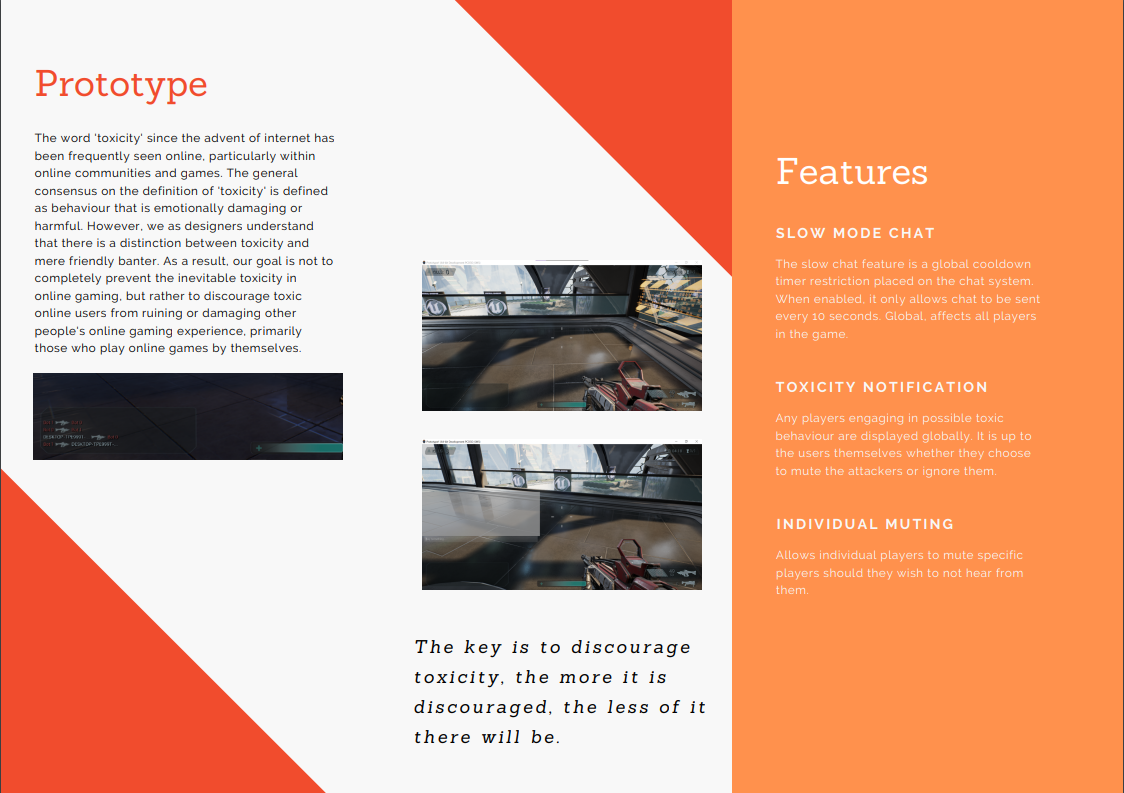 Prototype
The word 'toxicity' since the advent of internet has
been frequently seen online, particularly within
online communities and games. The general
consensus on the definition of 'toxicity' is defined
as behaviour that is emotionally damaging or
harmful. However, we as designers understand
that there is a distinction between toxicity and
mere friendly banter. As a result, our goal is not to
completely prevent the inevitable toxicity in
online gaming, but rather to discourage toxic
online users from ruining or damaging other
people's online gaming experience, primarily
those who play online games by themselves.
The key is to discourage
toxicity, the more it is
discouraged, the less of it
there will be.
Features
SLOW MODE CHAT
The slow chat feature is a global cooldown
timer restriction placed on the chat system.
When enabled, it only allows chat to be sent
every 10 seconds. Global, affects all players
in the game.
TOXICITY NOTIFICATION
Any players engaging in possible toxic
behaviour are displayed globally. It is up to
the users themselves whether they choose
to mute the attackers or ignore them.
INDIVIDUAL MUTING
Allows individual players to mute specific
players should they wish to not hear from
them.